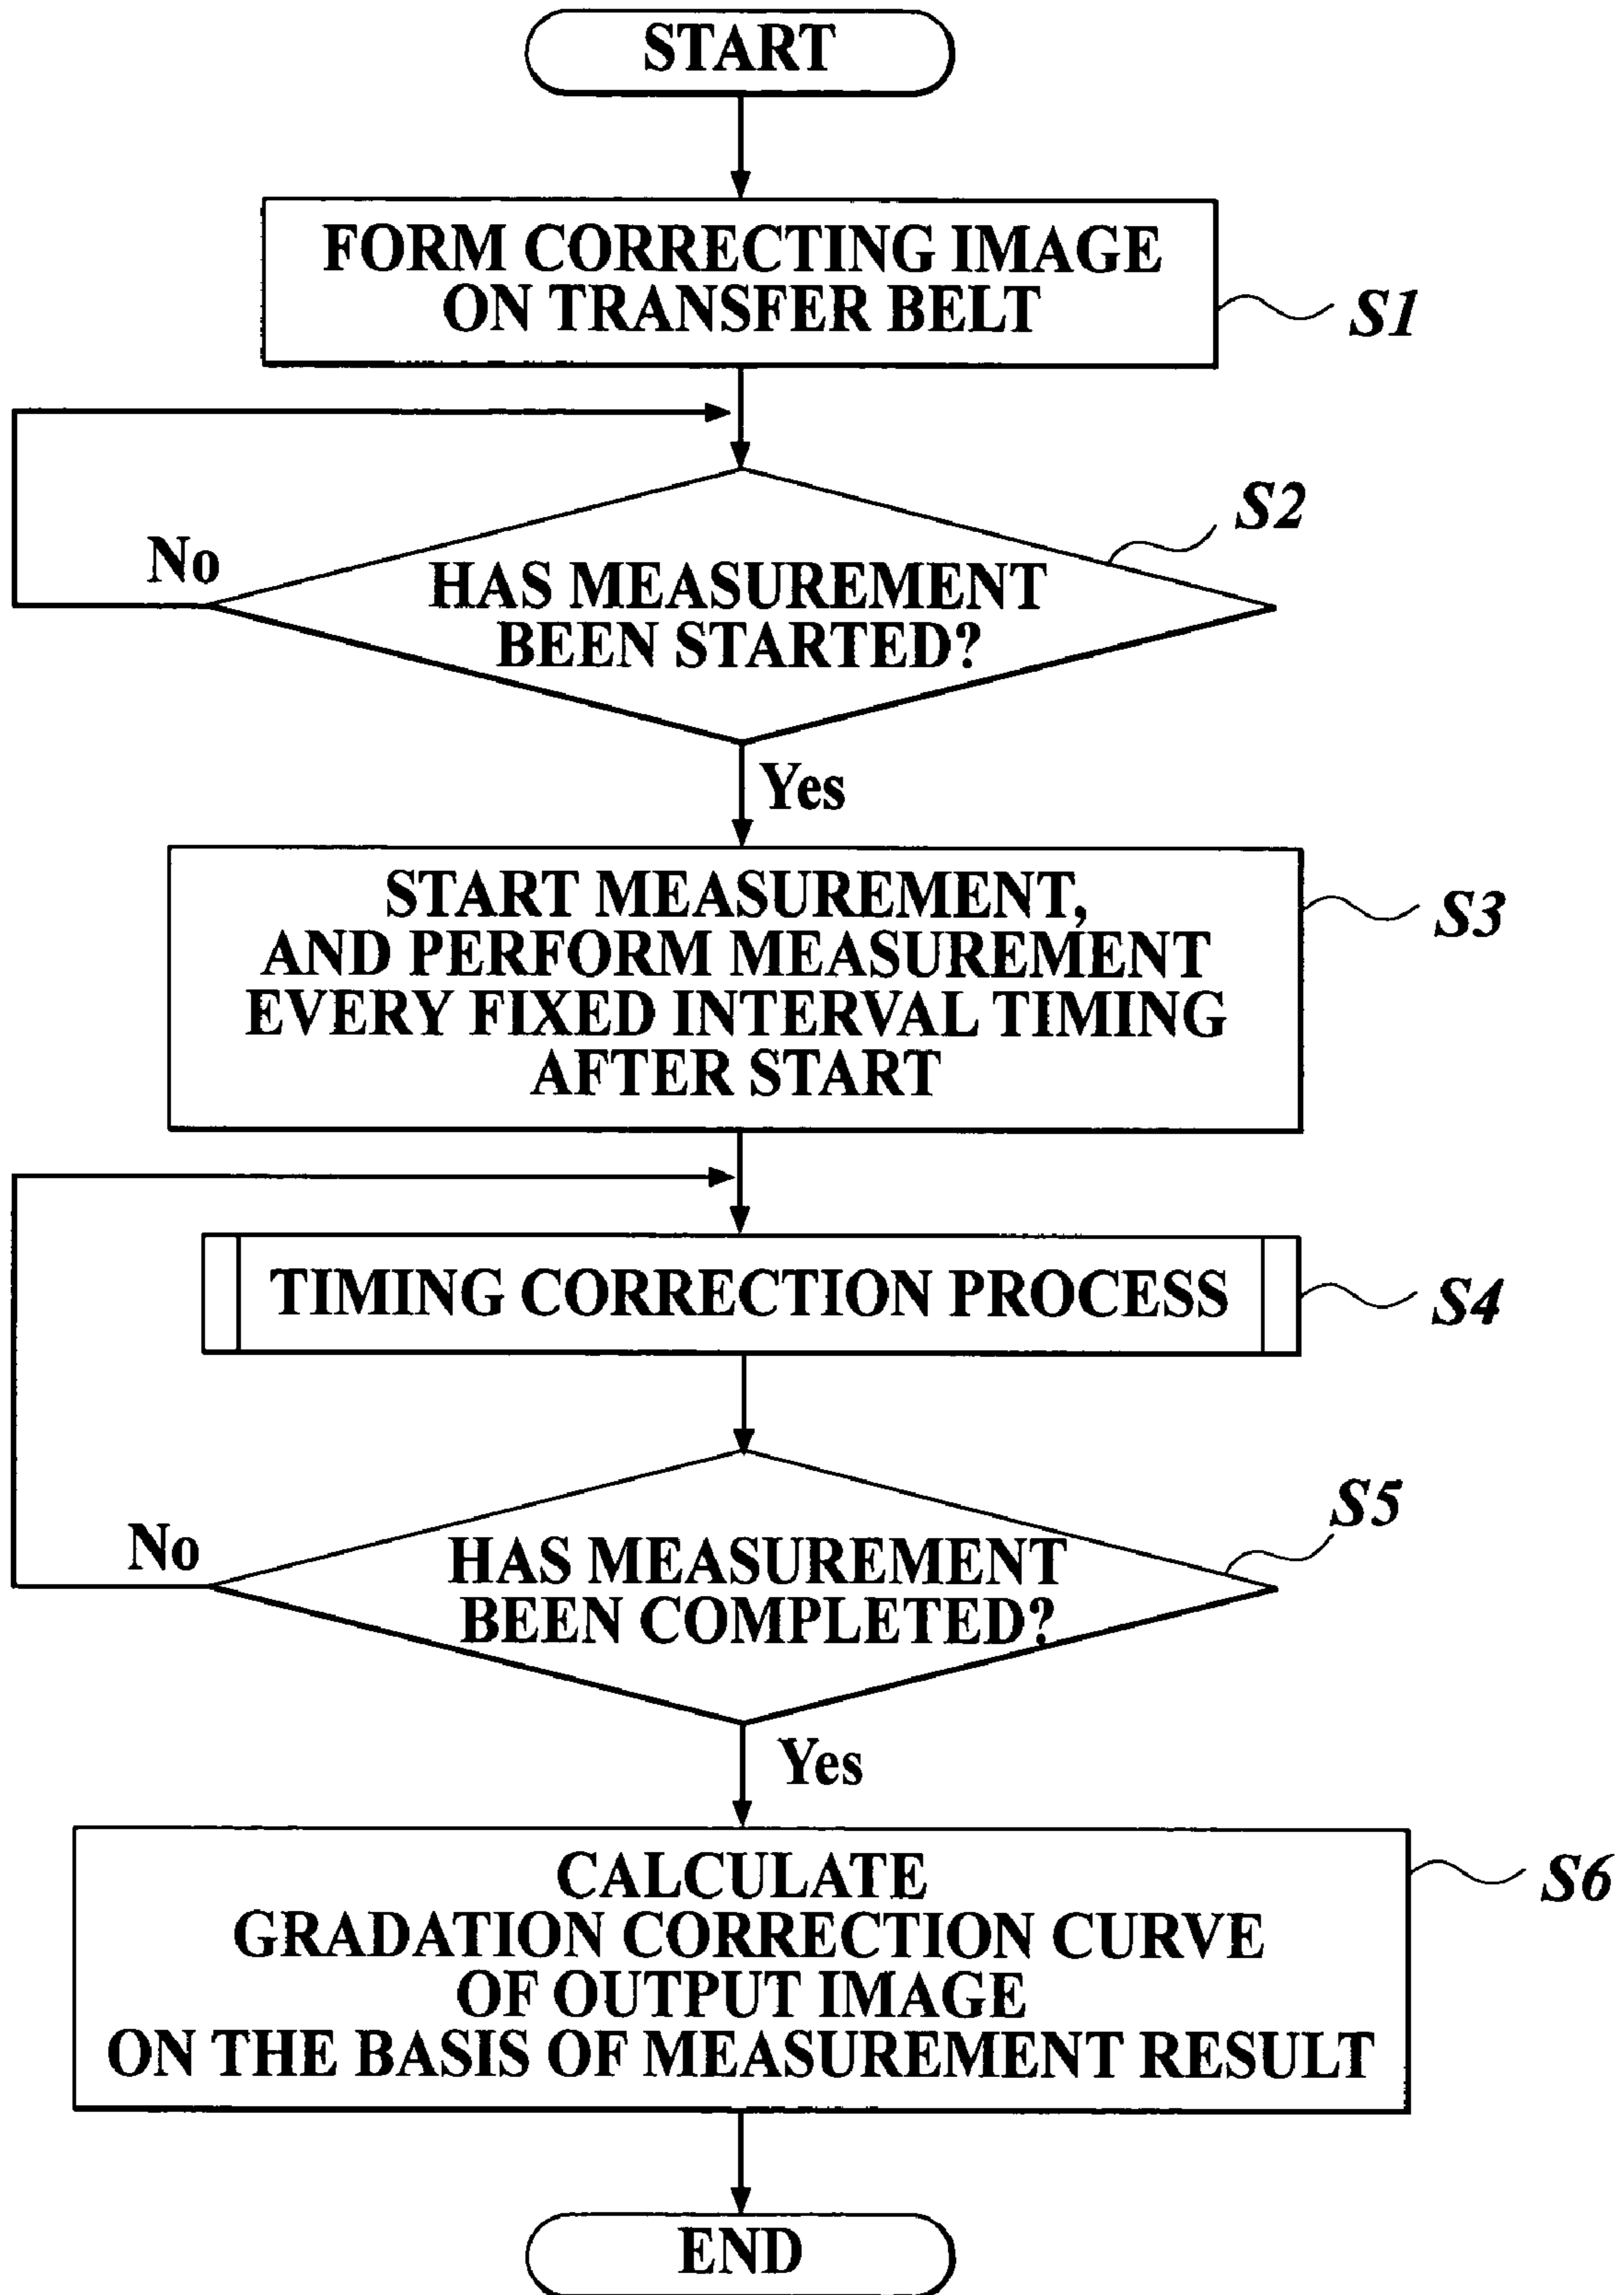 START
FORM CORRECTING IMAGE
ON TRANSFER BELT
S1
S2
No
HAS MEASUREMENT
BEEN STARTED?
Yes
START MEASUREMENT,
AND PERFORM MEASUREMENT
EVERY FIXED INTERVAL TIMING
AFTER START
S3
TIMING CORRECTION PROCESS
S4
S5
No
HAS MEASUREMENT
BEEN COMPLETED?
Yes
CALCULATE
GRADATION CORRECTION CURVE
OF OUTPUT IMAGE
ON THE BASIS OF MEASUREMENT RESULT
S6
END